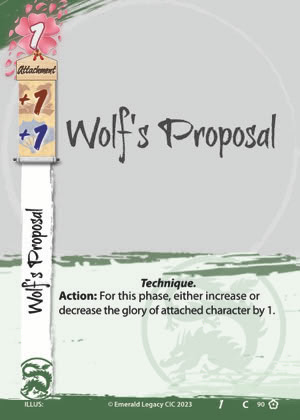 1
Attachment
+1
+1
Wolf's Proposal
Wolf's Proposal
Technique.
Action: For this phase, either increase or
decrease the glory of attached character by 1.
ILLUS:
© Emerald Legacy CIC 2023
1 C 90